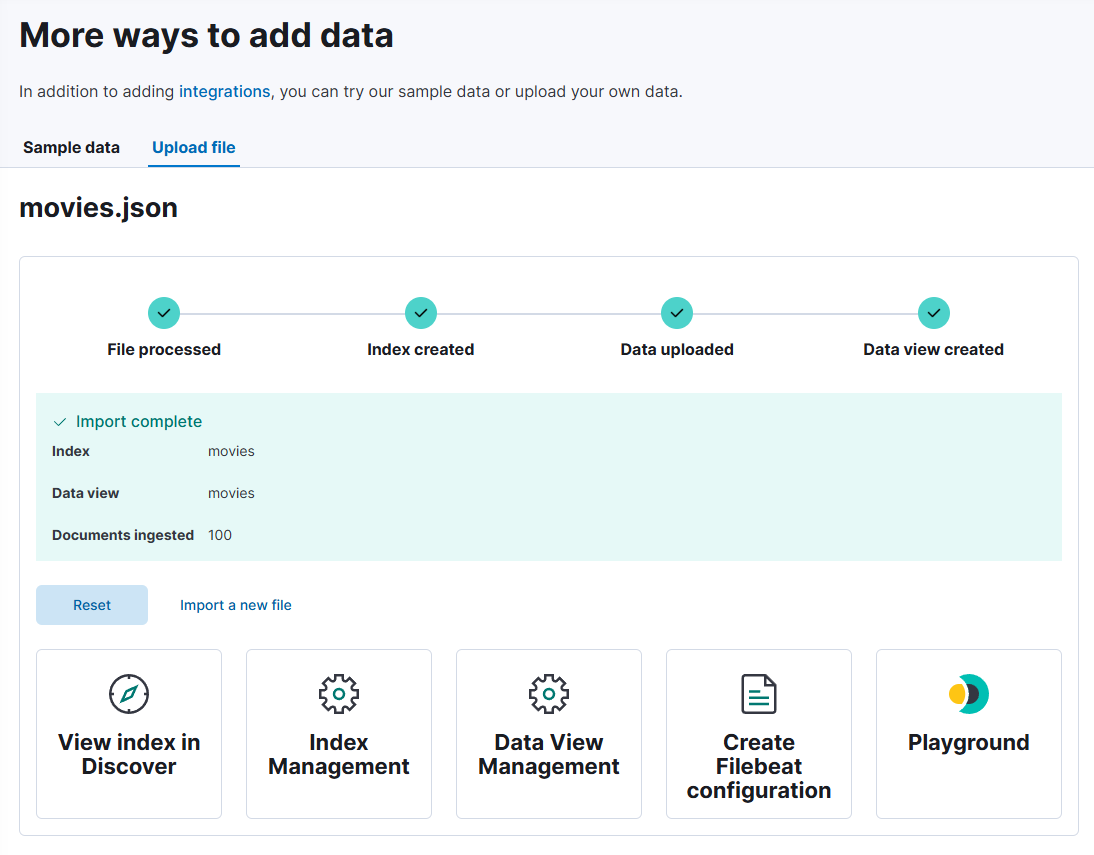 More ways to add data
In addition to adding integrations, you can try our sample data or upload your own data.
Sample data Upload file
movies.json
File processed Index created Data uploaded Data view created
Import complete
Index movies
Data view movies
Documents ingested 100
Reset Import a new file
View index in
Discover
Index
Management
Data View
Management
Create
Filebeat
configuration
Playground